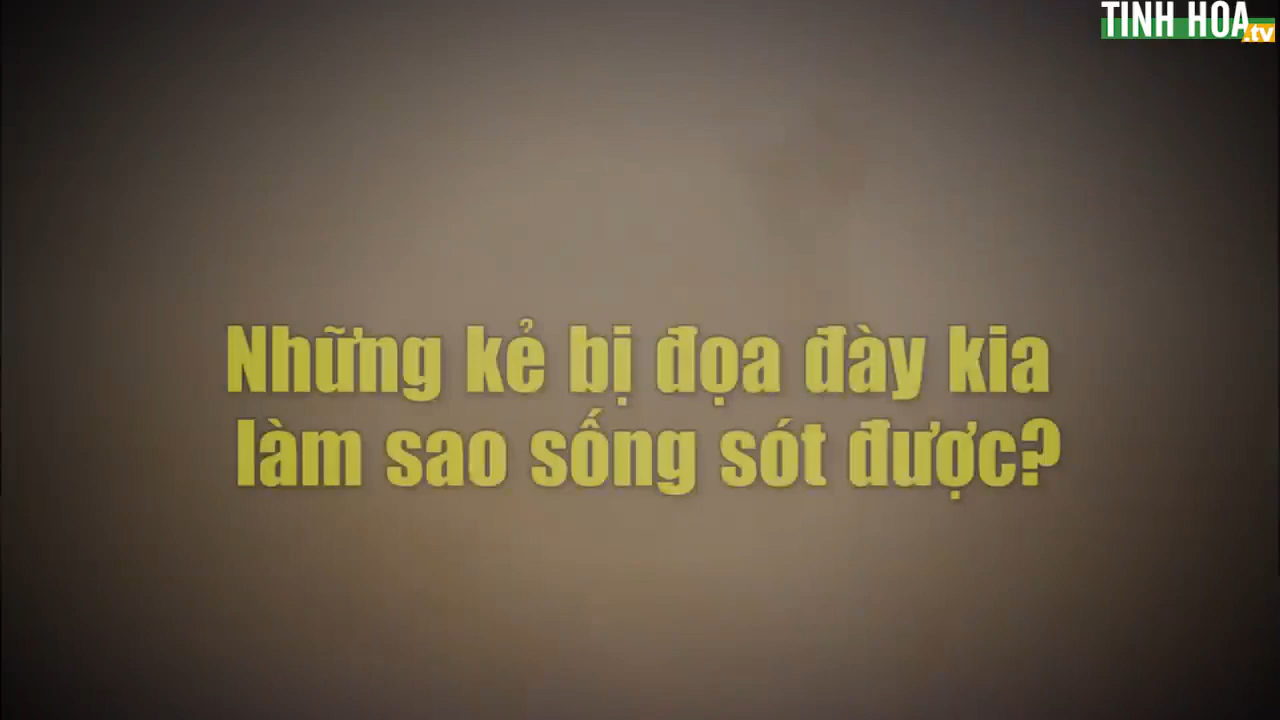 TINH HOA
.tv
Những kẻ bị đọa đày kia
làm sao sống sót được?